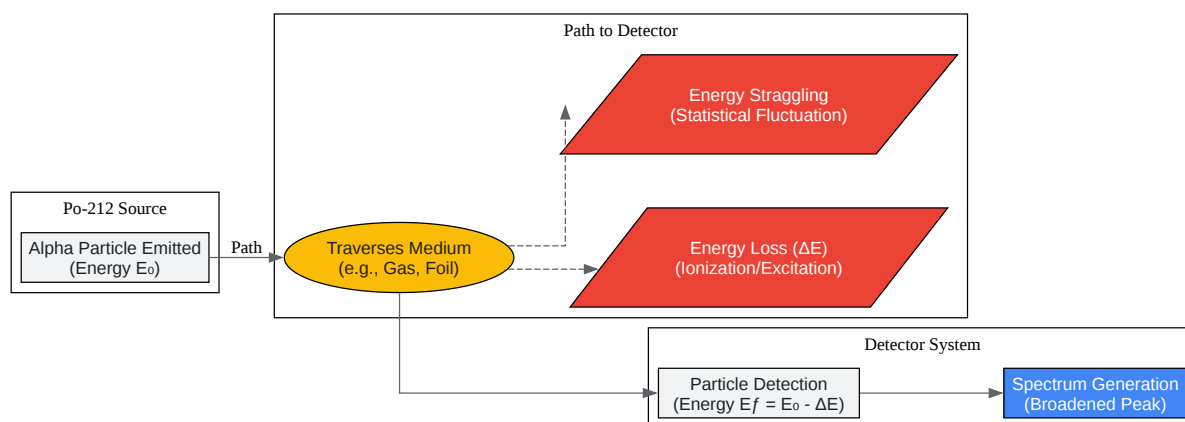 Path to Detector
Energy Straggling
(Statistical Fluctuation)
Po-212 Source
Alpha Particle Emitted
(Energy E₀)
Path
Traverses Medium
(e.g., Gas, Foil)
Energy Loss (ΔE)
(Ionization/Excitation)
Detector System
Particle Detection
(Energy Eƒ = E₀ - ΔE)
Spectrum Generation
(Broadened Peak)